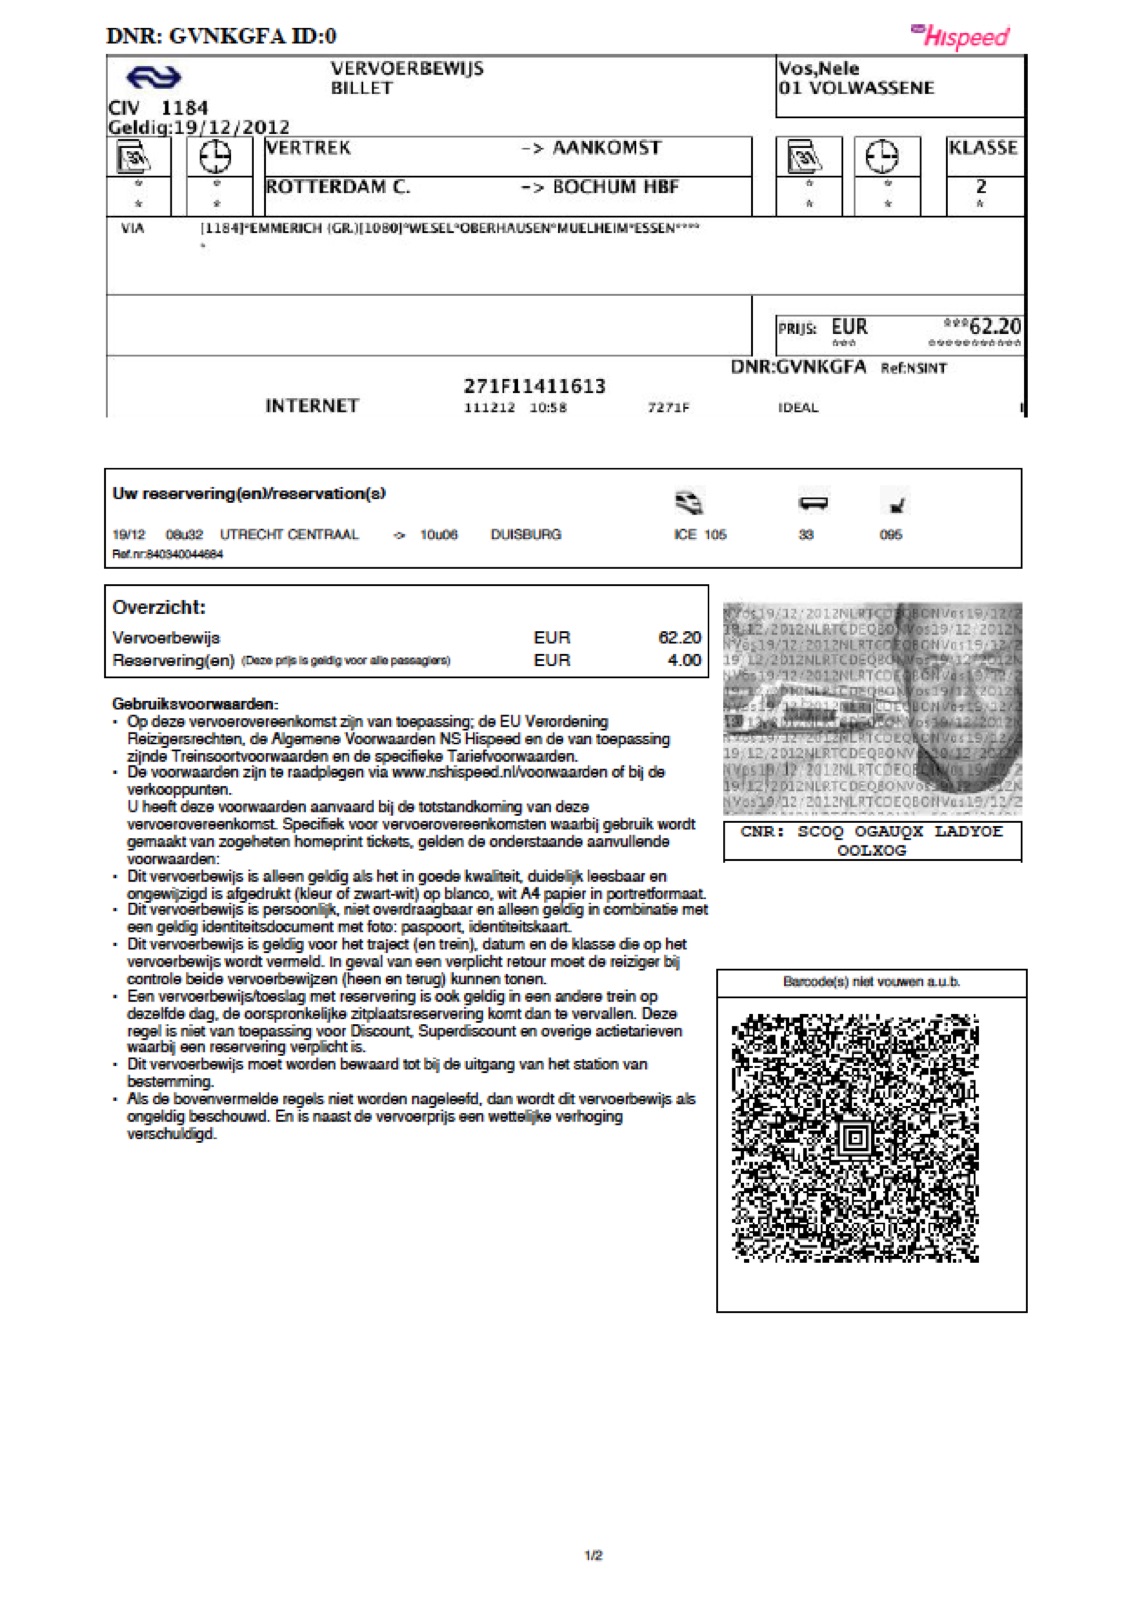 DNR: GVNKGFA ID:0
Hispeed
VERVOERBEWIJS
BILLET
Vos,Nele
01 VOLWASSENE
CIV 1184
Geldig:19/12/2012
VERTREK -> AANKOMST KLASSE
* * ROTTERDAM C. -> BOCHUM HBF * * 2
* * * * *
VIA [1184]*EMMERICH (GR.)[1080]*WESEL*OBERHAUSEN*MUELHEIM*ESSEN****
*
PRIJS: EUR ***62.20
*** ***********
DNR:GVNKGFA Ref:NSINT
271F11411613
INTERNET 111212 10:58 7271F IDEAL
Uw reservering(en)/reservation(s)
19/12 08u32 UTRECHT CENTRAAL -> 10u06 DUISBURG ICE 105 33 095
Ref.nr:840340044684
Overzicht:
Vervoerbewijs EUR 62.20
Reservering(en) (Deze prijs is geldig voor alle passagiers) EUR 4.00
Gebruiksvoorwaarden:
• Op deze vervoerovereenkomst zijn van toepassing; de EU Verordening
Reizigersrechten, de Algemene Voorwaarden NS Hispeed en de van toepassing
zijnde Treinsoortvoorwaarden en de specifieke Tariefvoorwaarden.
• De voorwaarden zijn te raadplegen via www.nshispeed.nl/voorwaarden of bij de
verkooppunten.
U heeft deze voorwaarden aanvaard bij de totstandkoming van deze
vervoerovereenkomst. Specifiek voor vervoerovereenkomsten waarbij gebruik wordt
gemaakt van zogeheten homeprint tickets, gelden de onderstaande aanvullende
voorwaarden:
• Dit vervoerbewijs is alleen geldig als het in goede kwaliteit, duidelijk leesbaar en
ongewijzigd is afgedrukt (kleur of zwart-wit) op blanco, wit A4 papier in portretformaat.
• Dit vervoerbewijs is persoonlijk, niet overdraagbaar en alleen geldig in combinatie met
een geldig identiteitsdocument met foto: paspoort, identiteitskaart.
• Dit vervoerbewijs is geldig voor het traject (en trein), datum en de klasse die op het
vervoerbewijs wordt vermeld. In geval van een verplicht retour moet de reiziger bij
controle beide vervoerbewijzen (heen en terug) kunnen tonen.
• Een vervoerbewijs/toeslag met reservering is ook geldig in een andere trein op
dezelfde dag, de oorspronkelijke zitplaatsreservering komt dan te vervallen. Deze
regel is niet van toepassing voor Discount, Superdiscount en overige actietarieven
waarbij een reservering verplicht is.
• Dit vervoerbewijs moet worden bewaard tot bij de uitgang van het station van
bestemming.
• Als de bovenvermelde regels niet worden nageleefd, dan wordt dit vervoerbewijs als
ongeldig beschouwd. En is naast de vervoerprijs een wettelijke verhoging
verschuldigd.
CNR: SCOQ OGAUQX LADYOE
OOLXOG
Barcode(s) niet vouwen a.u.b.
1/2